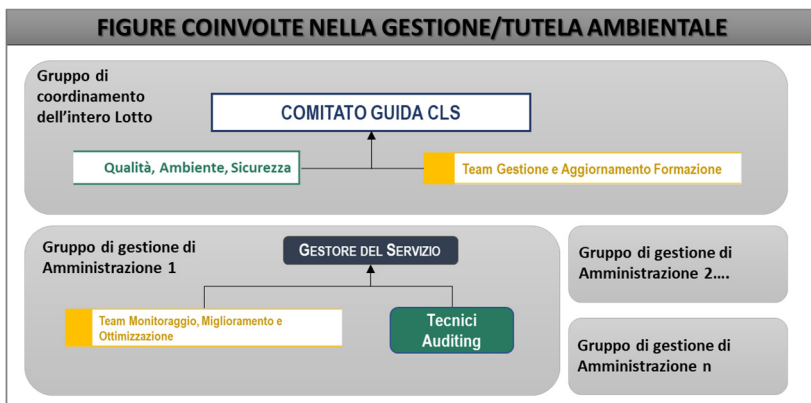 FIGURE COINVOLTE NELLA GESTIONE/TUTELA AMBIENTALE
Gruppo di
coordinamento
dell'intero Lotto
COMITATO GUIDA CLS
Qualità, Ambiente, Sicurezza
Team Gestione e Aggiornamento Formazione
Gruppo di gestione di
Amministrazione 1
GESTORE DEL SERVIZIO
Team Monitoraggio, Miglioramento e
Ottimizzazione
Tecnici
Auditing
Gruppo di gestione di
Amministrazione 2....
Gruppo di gestione di
Amministrazione n